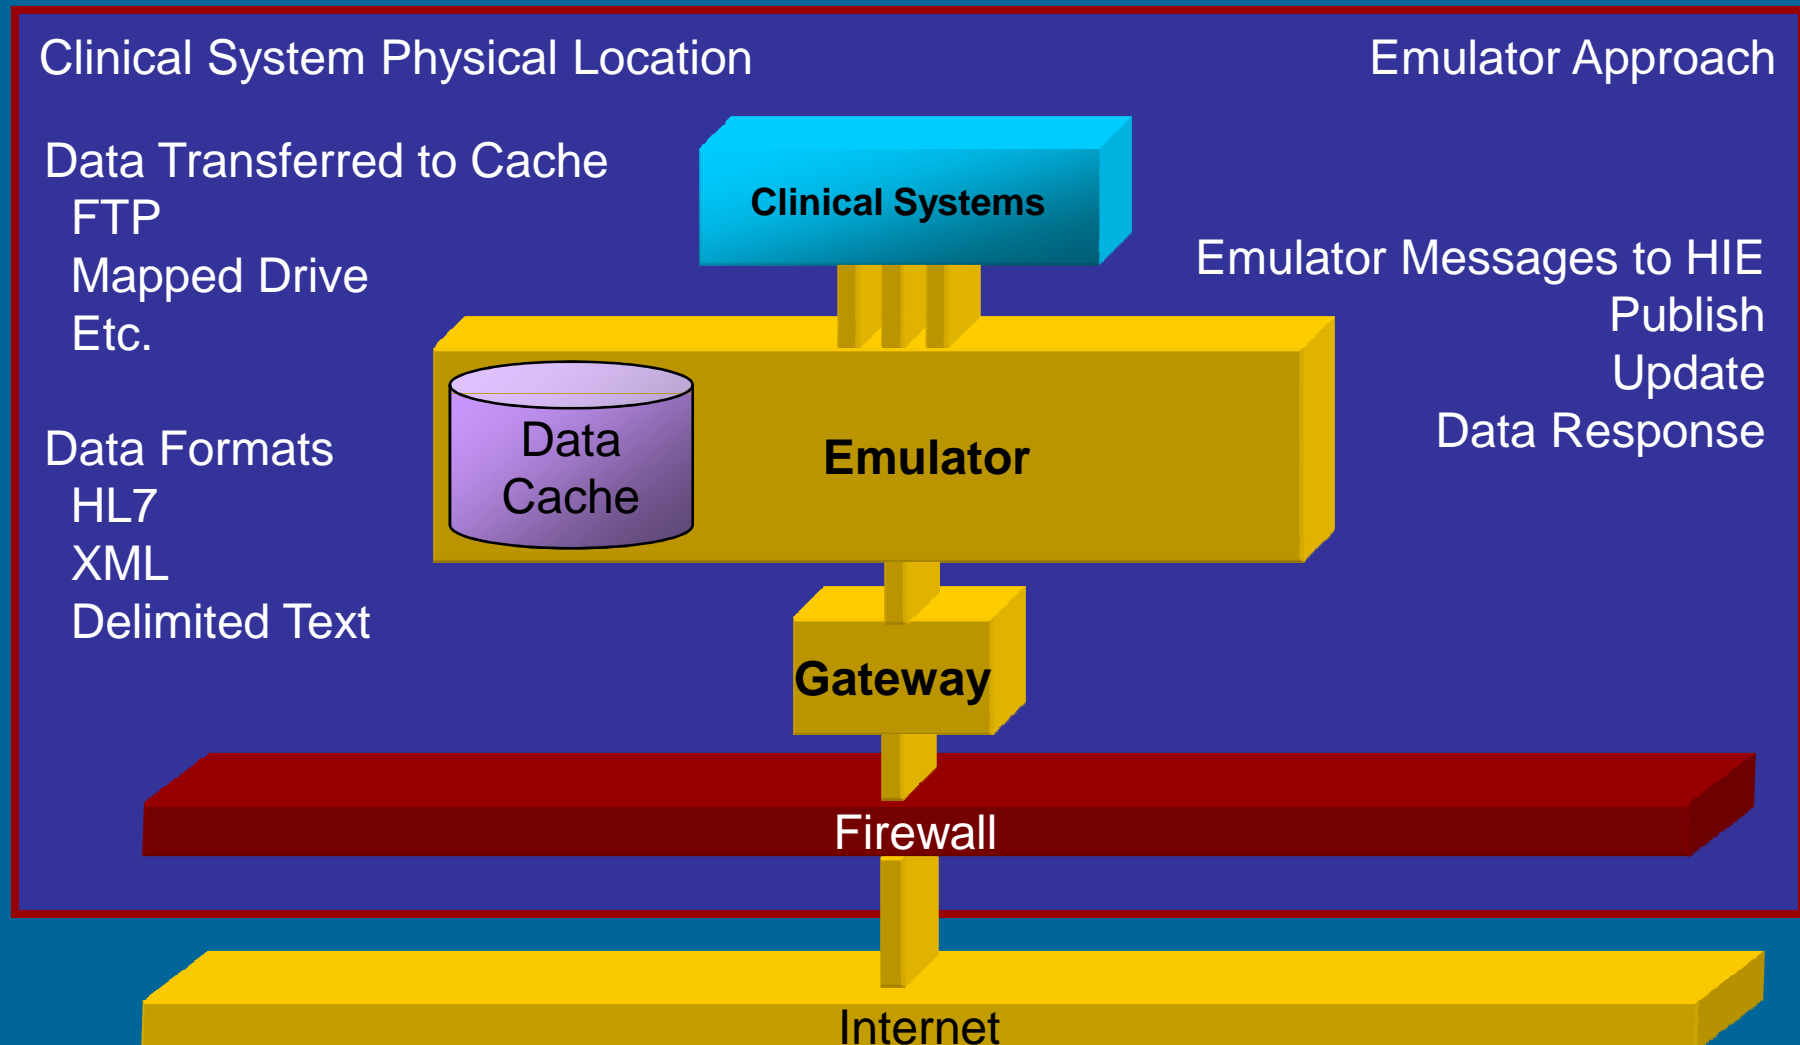 Clinical System Physical Location
Emulator Approach
Data Transferred to Cache
FTP
Mapped Drive
Etc.
Data Formats
HL7
XML
Delimited Text
Clinical Systems
Emulator Messages to HIE
Publish
Update
Data Response
Data
Cache
Emulator
Gateway
Firewall
Internet